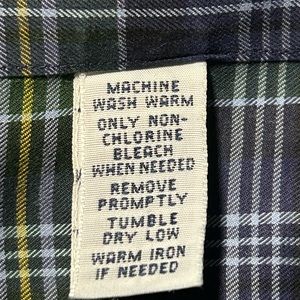 MACHINE
WASH WARM
ONLY NON-
CHLORINE
BLEACH
WHEN NEEDED
REMOVE
PROMPTLY
TUMBLE
DRY LOW
WARM IRON
IF NEEDED